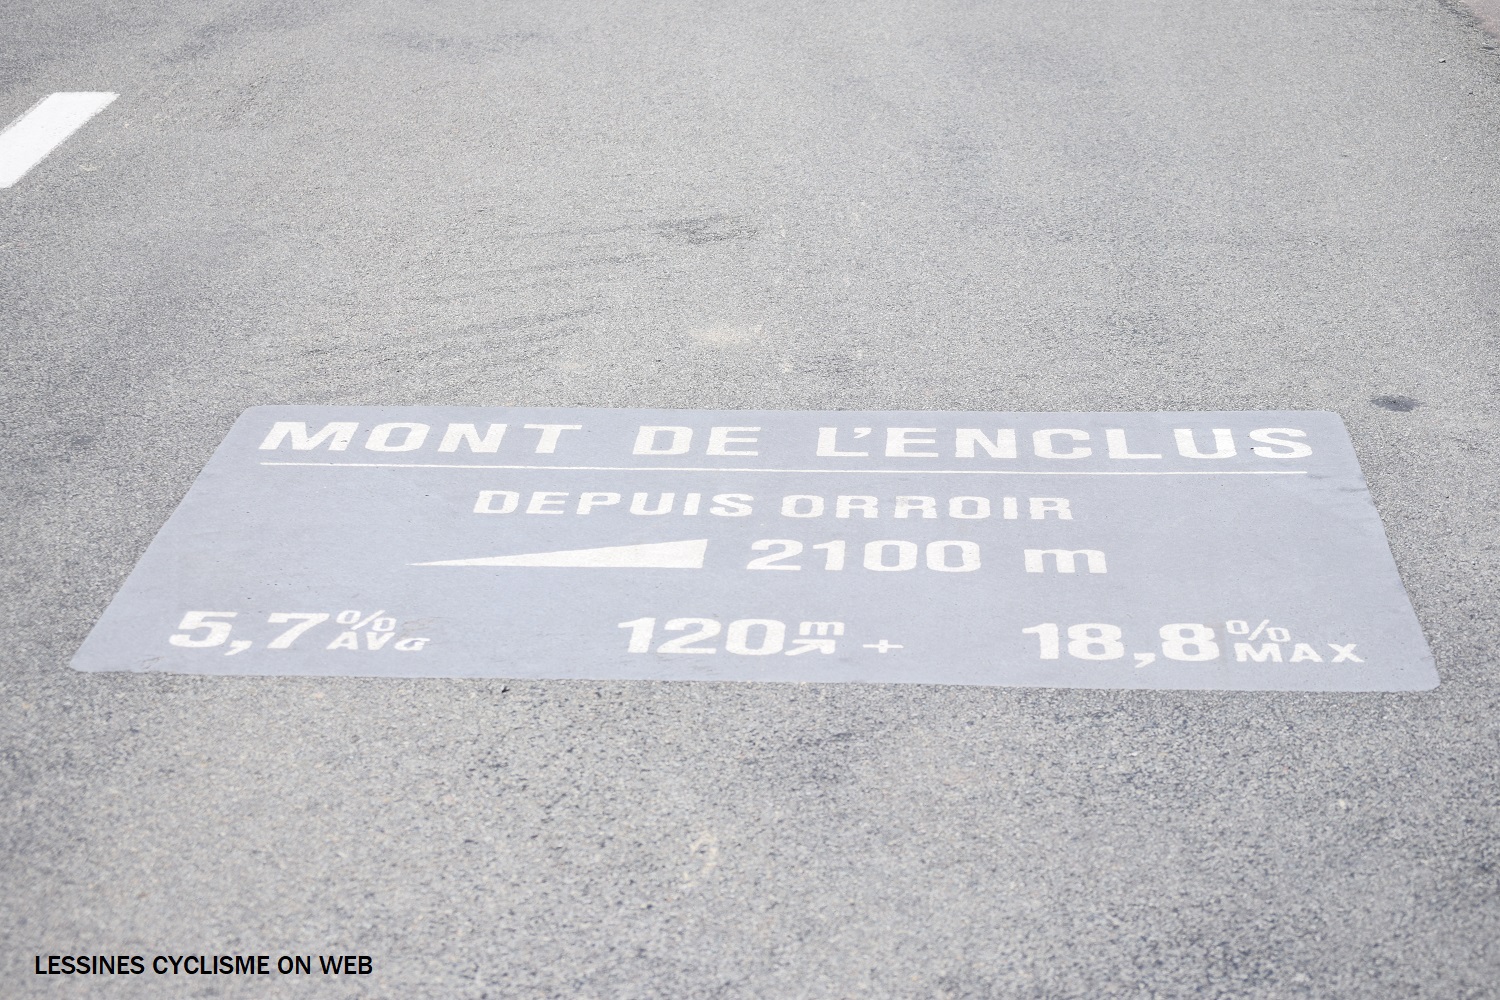 MONT DE L'ENCLUS
DEPUIS ORROIR
2100 m
5,7% AVG 120m + 18,8% MAX
LESSINES CYCLISME ON WEB